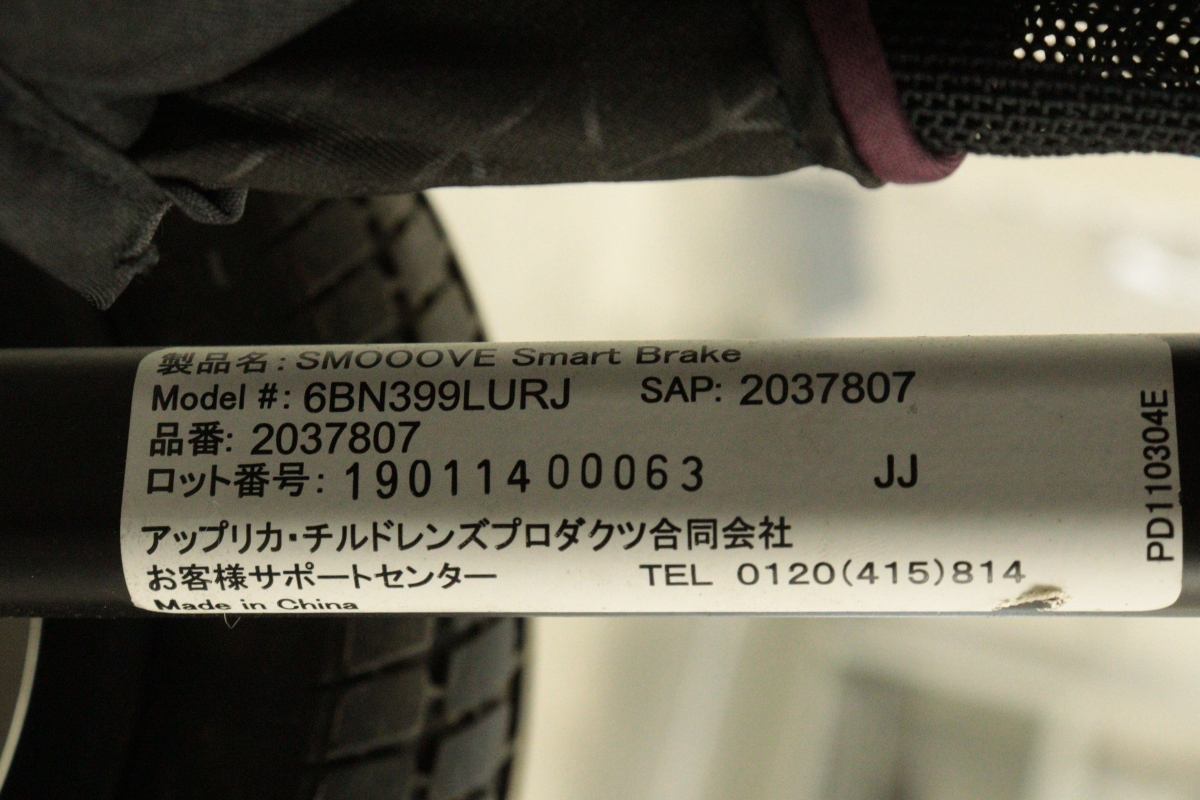 製品名: SMOOOVE Smart Brake
Model #: 6BN399LURJ SAP: 2037807
品番: 2037807
ロット番号: 19011400063 JJ
アップリカ・チルドレンズプロダクツ合同会社
お客様サポートセンター TEL 0120(415)814
Made in China
PD110304E